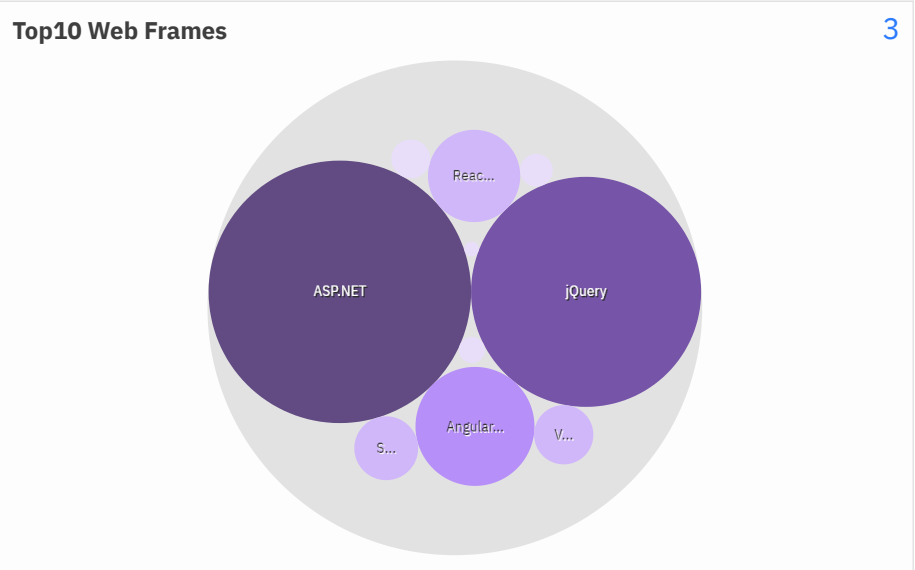 Top10 Web Frames
3
Reac...
ASP.NET
jQuery
Angular...
S...
V...